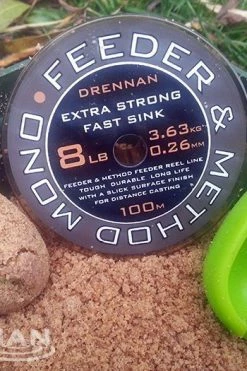 FEEDER & METHOD MONO
DRENNAN
EXTRA STRONG
FAST SINK
8LB
3.63KG
0.26MM
FEEDER & METHOD FEEDER REEL LINE
TOUGH DURABLE LONG LIFE
WITH A SLICK SURFACE FINISH
FOR DISTANCE CASTING
100M